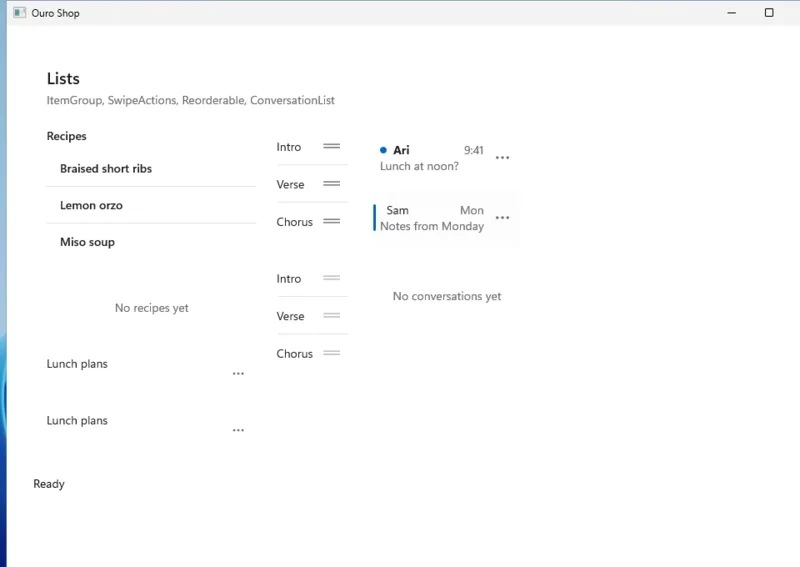 Ouro Shop
Lists
ItemGroup, SwipeActions, Reorderable, ConversationList
Recipes
Braised short ribs
Lemon orzo
Miso soup
No recipes yet
Lunch plans
Lunch plans
Intro
Verse
Chorus
Intro
Verse
Chorus
Ari 9:41
Lunch at noon?
Sam Mon
Notes from Monday
No conversations yet
Ready